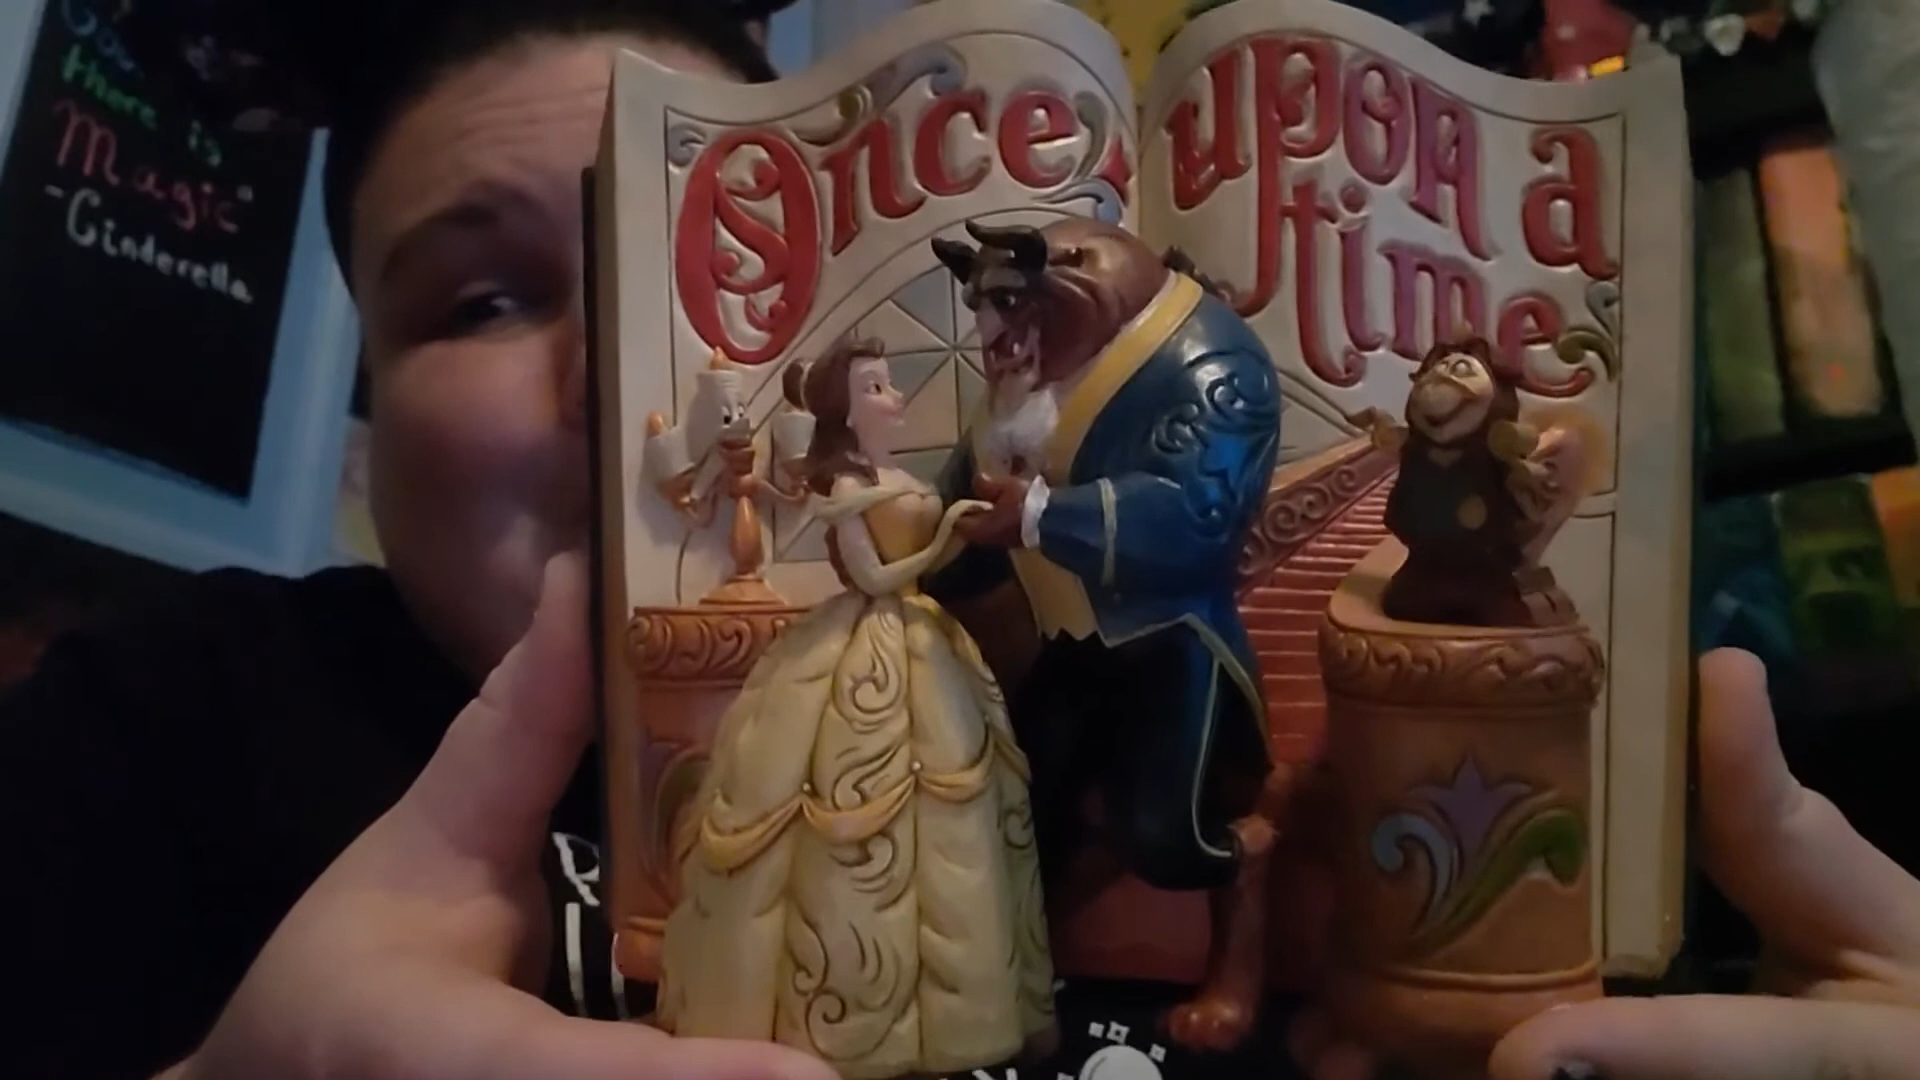 there is
Magic"
-Cinderella
Once upon a
time